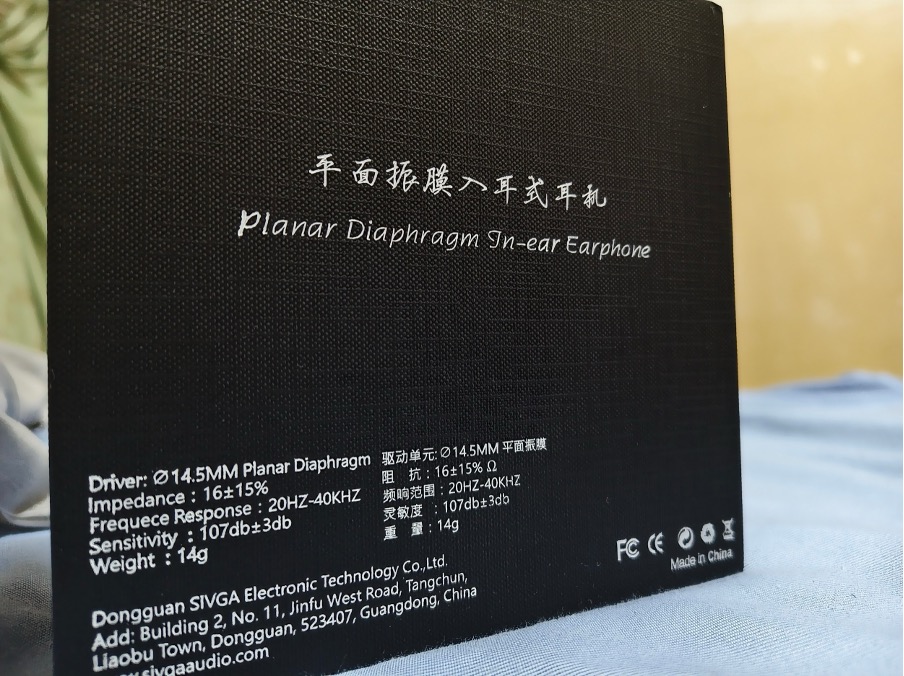 平面振膜入耳式耳机
Planar Diaphragm In-ear Earphone
Driver: Ø14.5MM Planar Diaphragm
Impedance : 16±15%
Frequece Response : 20HZ-40KHZ
Sensitivity : 107db±3db
Weight : 14g
驱动单元: Ø14.5MM 平面振膜
阻 抗 : 16±15% Ω
频响范围 : 20HZ-40KHZ
灵敏度 : 107db±3db
重 量 : 14g
Dongguan SIVGA Electronic Technology Co.,Ltd.
Add: Building 2, No. 11, Jinfu West Road, Tangchun,
Liaobu Town, Dongguan, 523407, Guangdong, China
sivgaaudio.com
FC CE
Made in China